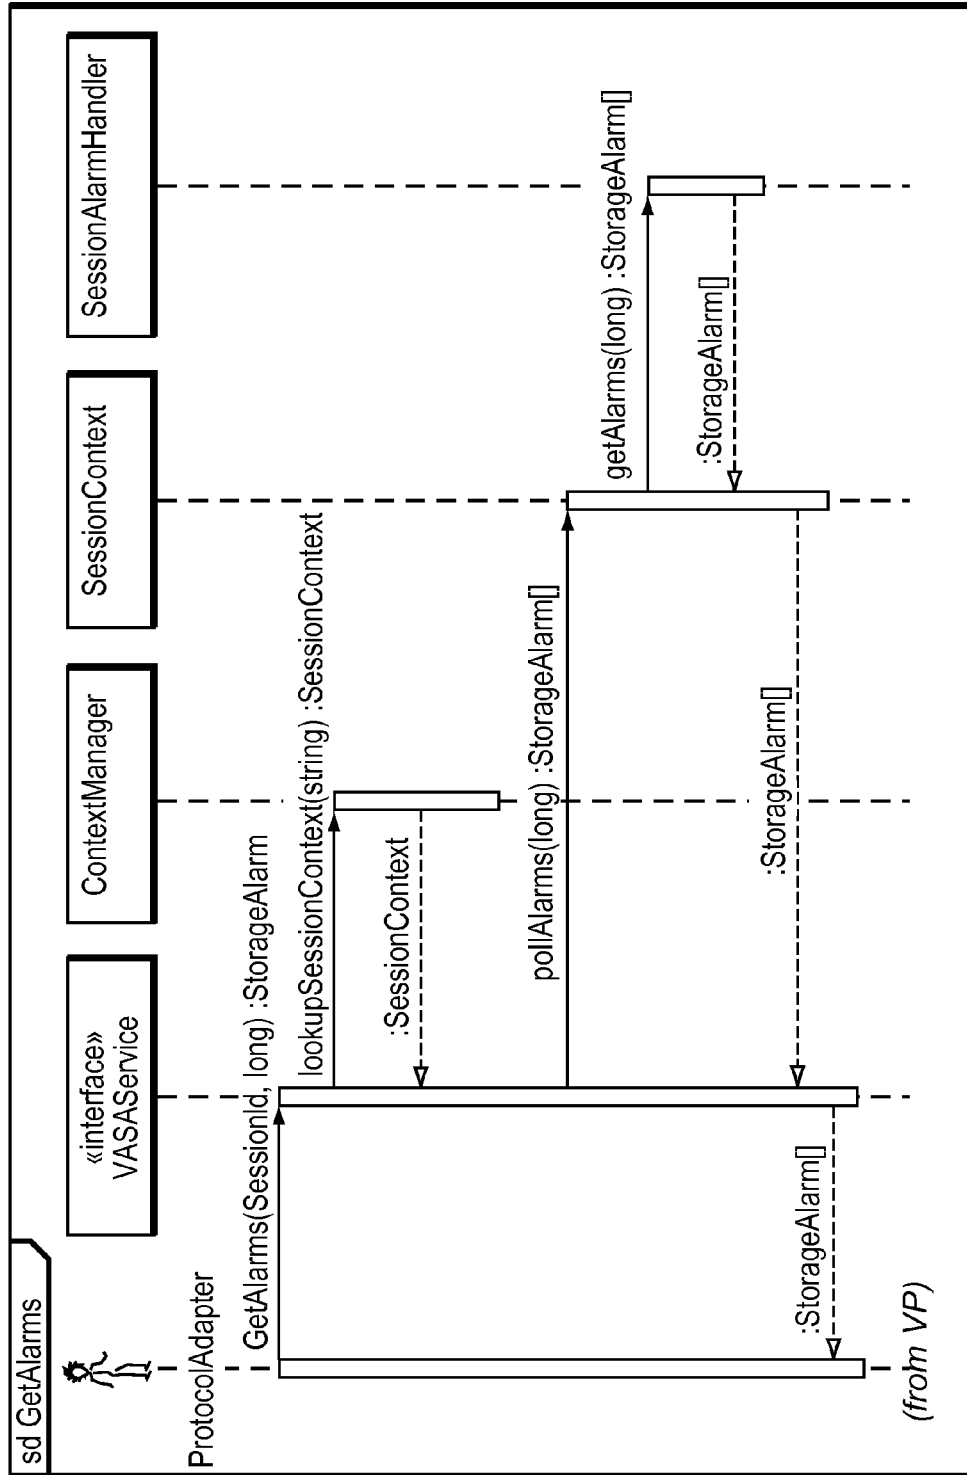 sd GetAlarms
ProtocolAdapter
«interface»
VASAService
ContextManager
SessionContext
SessionAlarmHandler
GetAlarms(SessionId, long) :StorageAlarm
lookupSessionContext(string) :SessionContext
:SessionContext
pollAlarms(long) :StorageAlarm[]
getAlarms(long) :StorageAlarm[]
:StorageAlarm[]
:StorageAlarm[]
:StorageAlarm[]
(from VP)